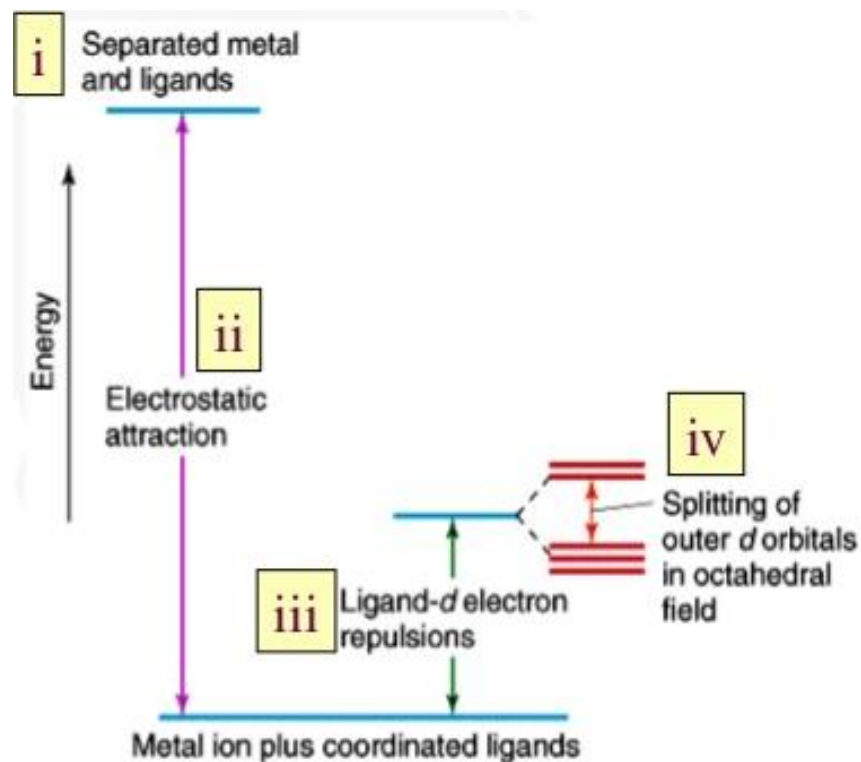 i
Separated metal
and ligands
Energy
ii
Electrostatic
attraction
iv
Splitting of
outer d orbitals
in octahedral
field
iii
Ligand-d electron
repulsions
Metal ion plus coordinated ligands